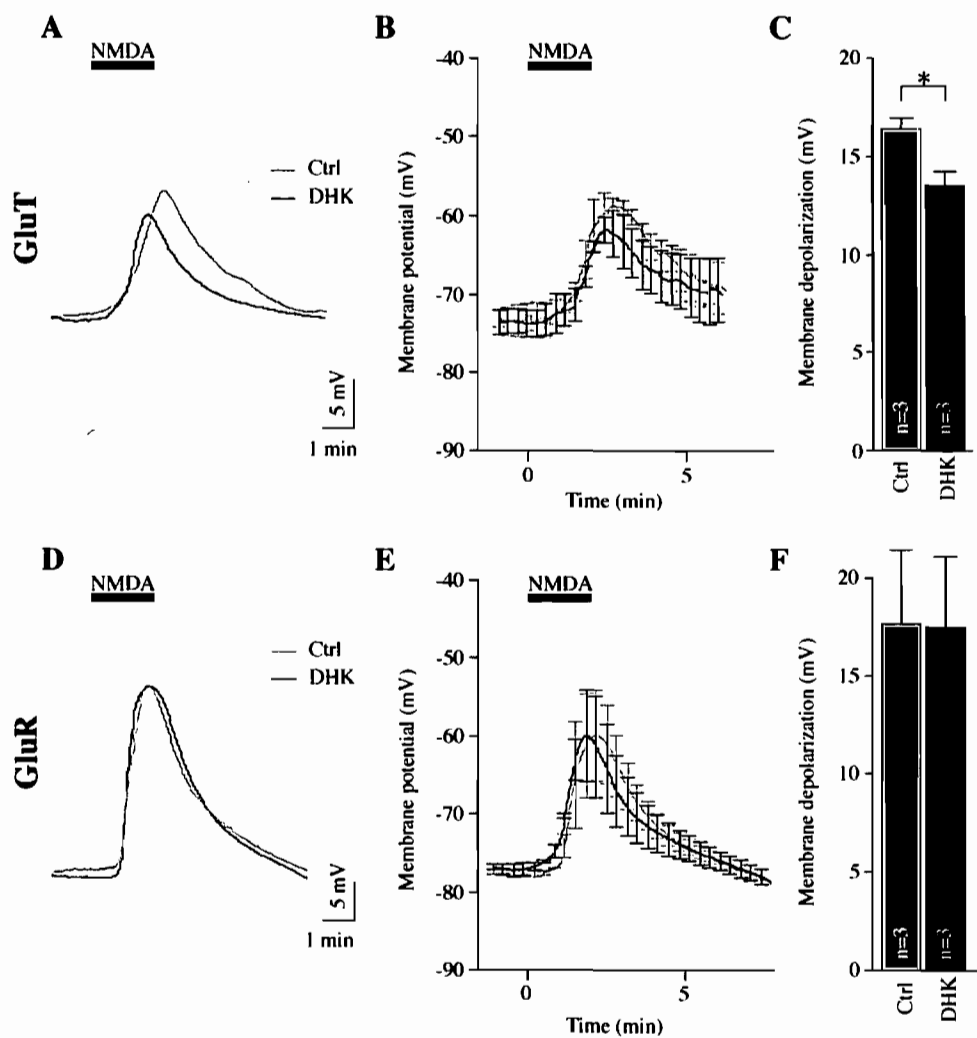 A
NMDA
Ctrl
DHK
GluT
5 mV
1 min
B
NMDA
-40
-50
-60
-70
-80
-90
Membrane potential (mV)
0
5
Time (min)
C
20
15
10
5
0
Membrane depolarization (mV)
*
n=3
n=3
Ctrl
DHK
D
NMDA
Ctrl
DHK
GluR
5 mV
1 min
E
NMDA
-40
-50
-60
-70
-80
-90
Membrane potential (mV)
0
5
Time (min)
F
20
15
10
5
0
Membrane depolarization (mV)
n=3
n=3
Ctrl
DHK